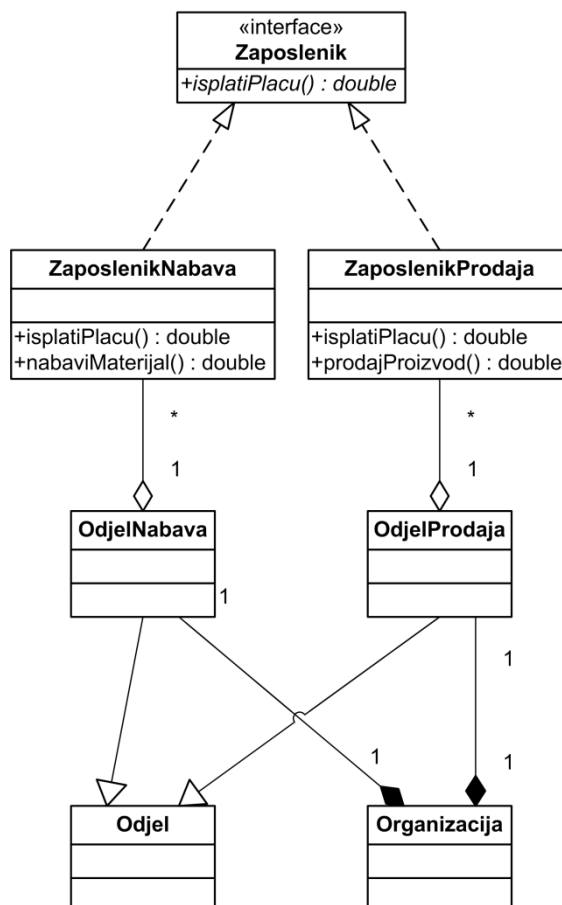 «interface»
Zaposlenik
+isplatiPlacu() : double
ZaposlenikNabava
+isplatiPlacu() : double
+nabaviMaterijal() : double
ZaposlenikProdaja
+isplatiPlacu() : double
+prodajProizvod() : double
*
*
1
1
OdjelNabava
OdjelProdaja
1
1
1
1
Odjel
Organizacija